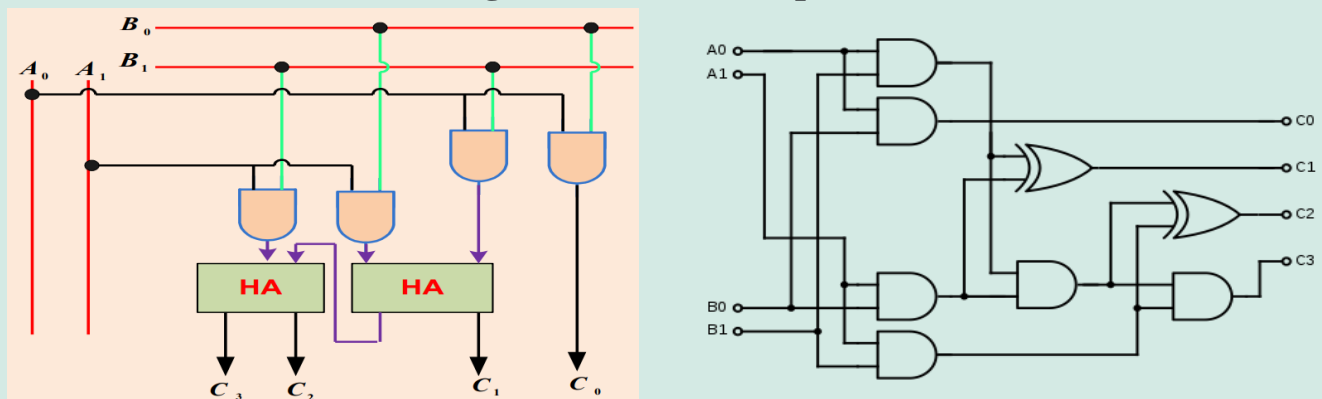 B₀
B₁
A₀ A₁
HA HA
C₃ C₂ C₁ C₀
A0
A1
B0
B1
C0
C1
C2
C3